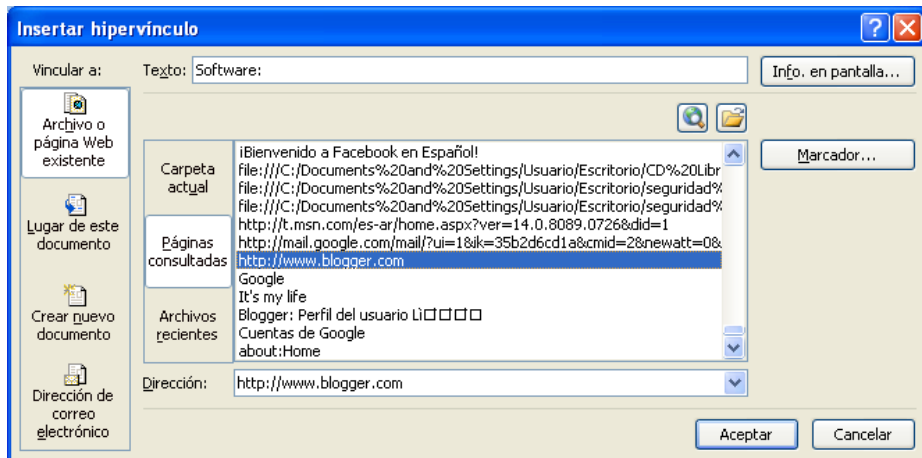 Insertar hipervínculo
Vincular a:
Texto: Software:
Info. en pantalla...
Archivo o
página Web
existente
Lugar de este
documento
Crear nuevo
documento
Dirección de
correo
electrónico
Carpeta
actual
Páginas
consultadas
Archivos
recientes
¡Bienvenido a Facebook en Español!
file:///C:/Documents%20and%20Settings/Usuario/Escritorio/CD%20Libr
file:///C:/Documents%20and%20Settings/Usuario/Escritorio/seguridad%
file:///C:/Documents%20and%20Settings/Usuario/Escritorio/seguridad%
http://t.msn.com/es-ar/home.aspx?ver=14.0.8089.0726&did=1
http://mail.google.com/mail/?ui=1&ik=35b2d6cd1a&cmid=2&newatt=0&
http://www.blogger.com
Google
It's my life
Blogger: Perfil del usuario Lì□□□□
Cuentas de Google
about:Home
Marcador...
Dirección: http://www.blogger.com
Aceptar
Cancelar